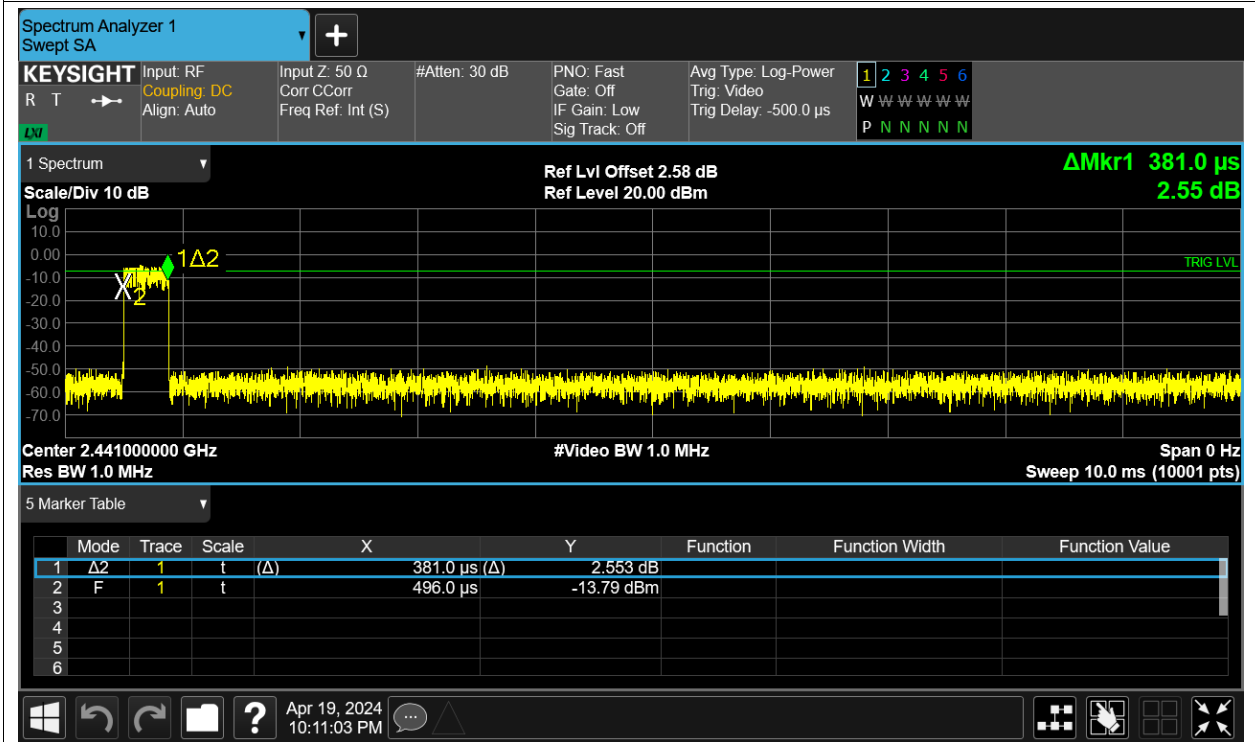 Spectrum Analyzer 1
Swept SA
KEYSIGHT
R T
LXI
Input: RF
Coupling: DC
Align: Auto
Input Z: 50 Ω
Corr CCorr
Freq Ref: Int (S)
#Atten: 30 dB
PNO: Fast
Gate: Off
IF Gain: Low
Sig Track: Off
Avg Type: Log-Power
Trig: Video
Trig Delay: -500.0 µs
1 2 3 4 5 6
W W W W W W
P N N N N N
1 Spectrum
Scale/Div 10 dB
Ref Lvl Offset 2.58 dB
Ref Level 20.00 dBm
ΔMkr1 381.0 µs
2.55 dB
Log
10.0
0.00
-10.0
-20.0
-30.0
-40.0
-50.0
-60.0
-70.0
1Δ2
X2
TRIG LVL
Center 2.441000000 GHz
Res BW 1.0 MHz
#Video BW 1.0 MHz
Span 0 Hz
Sweep 10.0 ms (10001 pts)
5 Marker Table
Mode Trace Scale X Y Function Function Width Function Value
1 Δ2 1 t (Δ) 381.0 µs (Δ) 2.553 dB
2 F 1 t 496.0 µs -13.79 dBm
3
4
5
6
?
Apr 19, 2024
10:11:03 PM